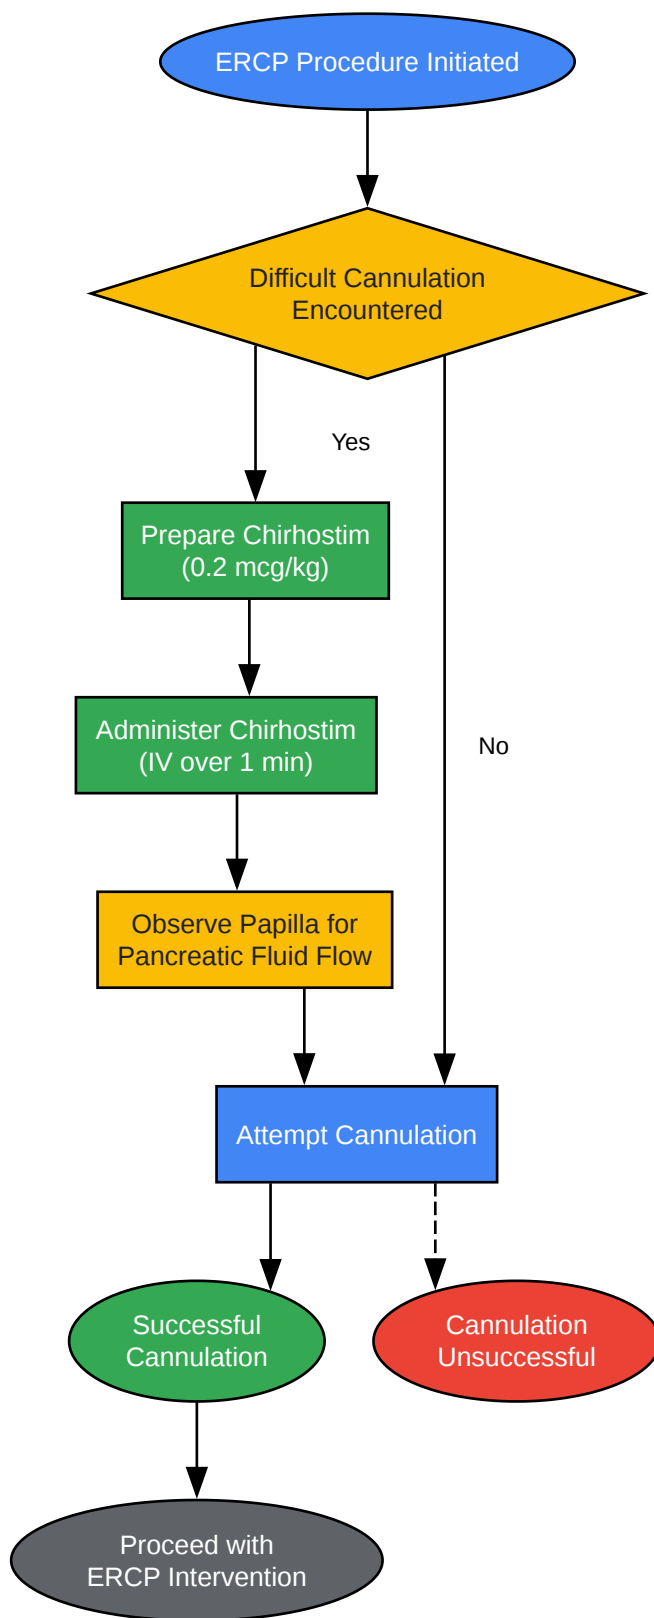 ERCP Procedure Initiated
Difficult Cannulation
Encountered
Yes
Prepare Chirhostim
(0.2 mcg/kg)
Administer Chirhostim
(IV over 1 min)
No
Observe Papilla for
Pancreatic Fluid Flow
Attempt Cannulation
Successful
Cannulation
Cannulation
Unsuccessful
Proceed with
ERCP Intervention